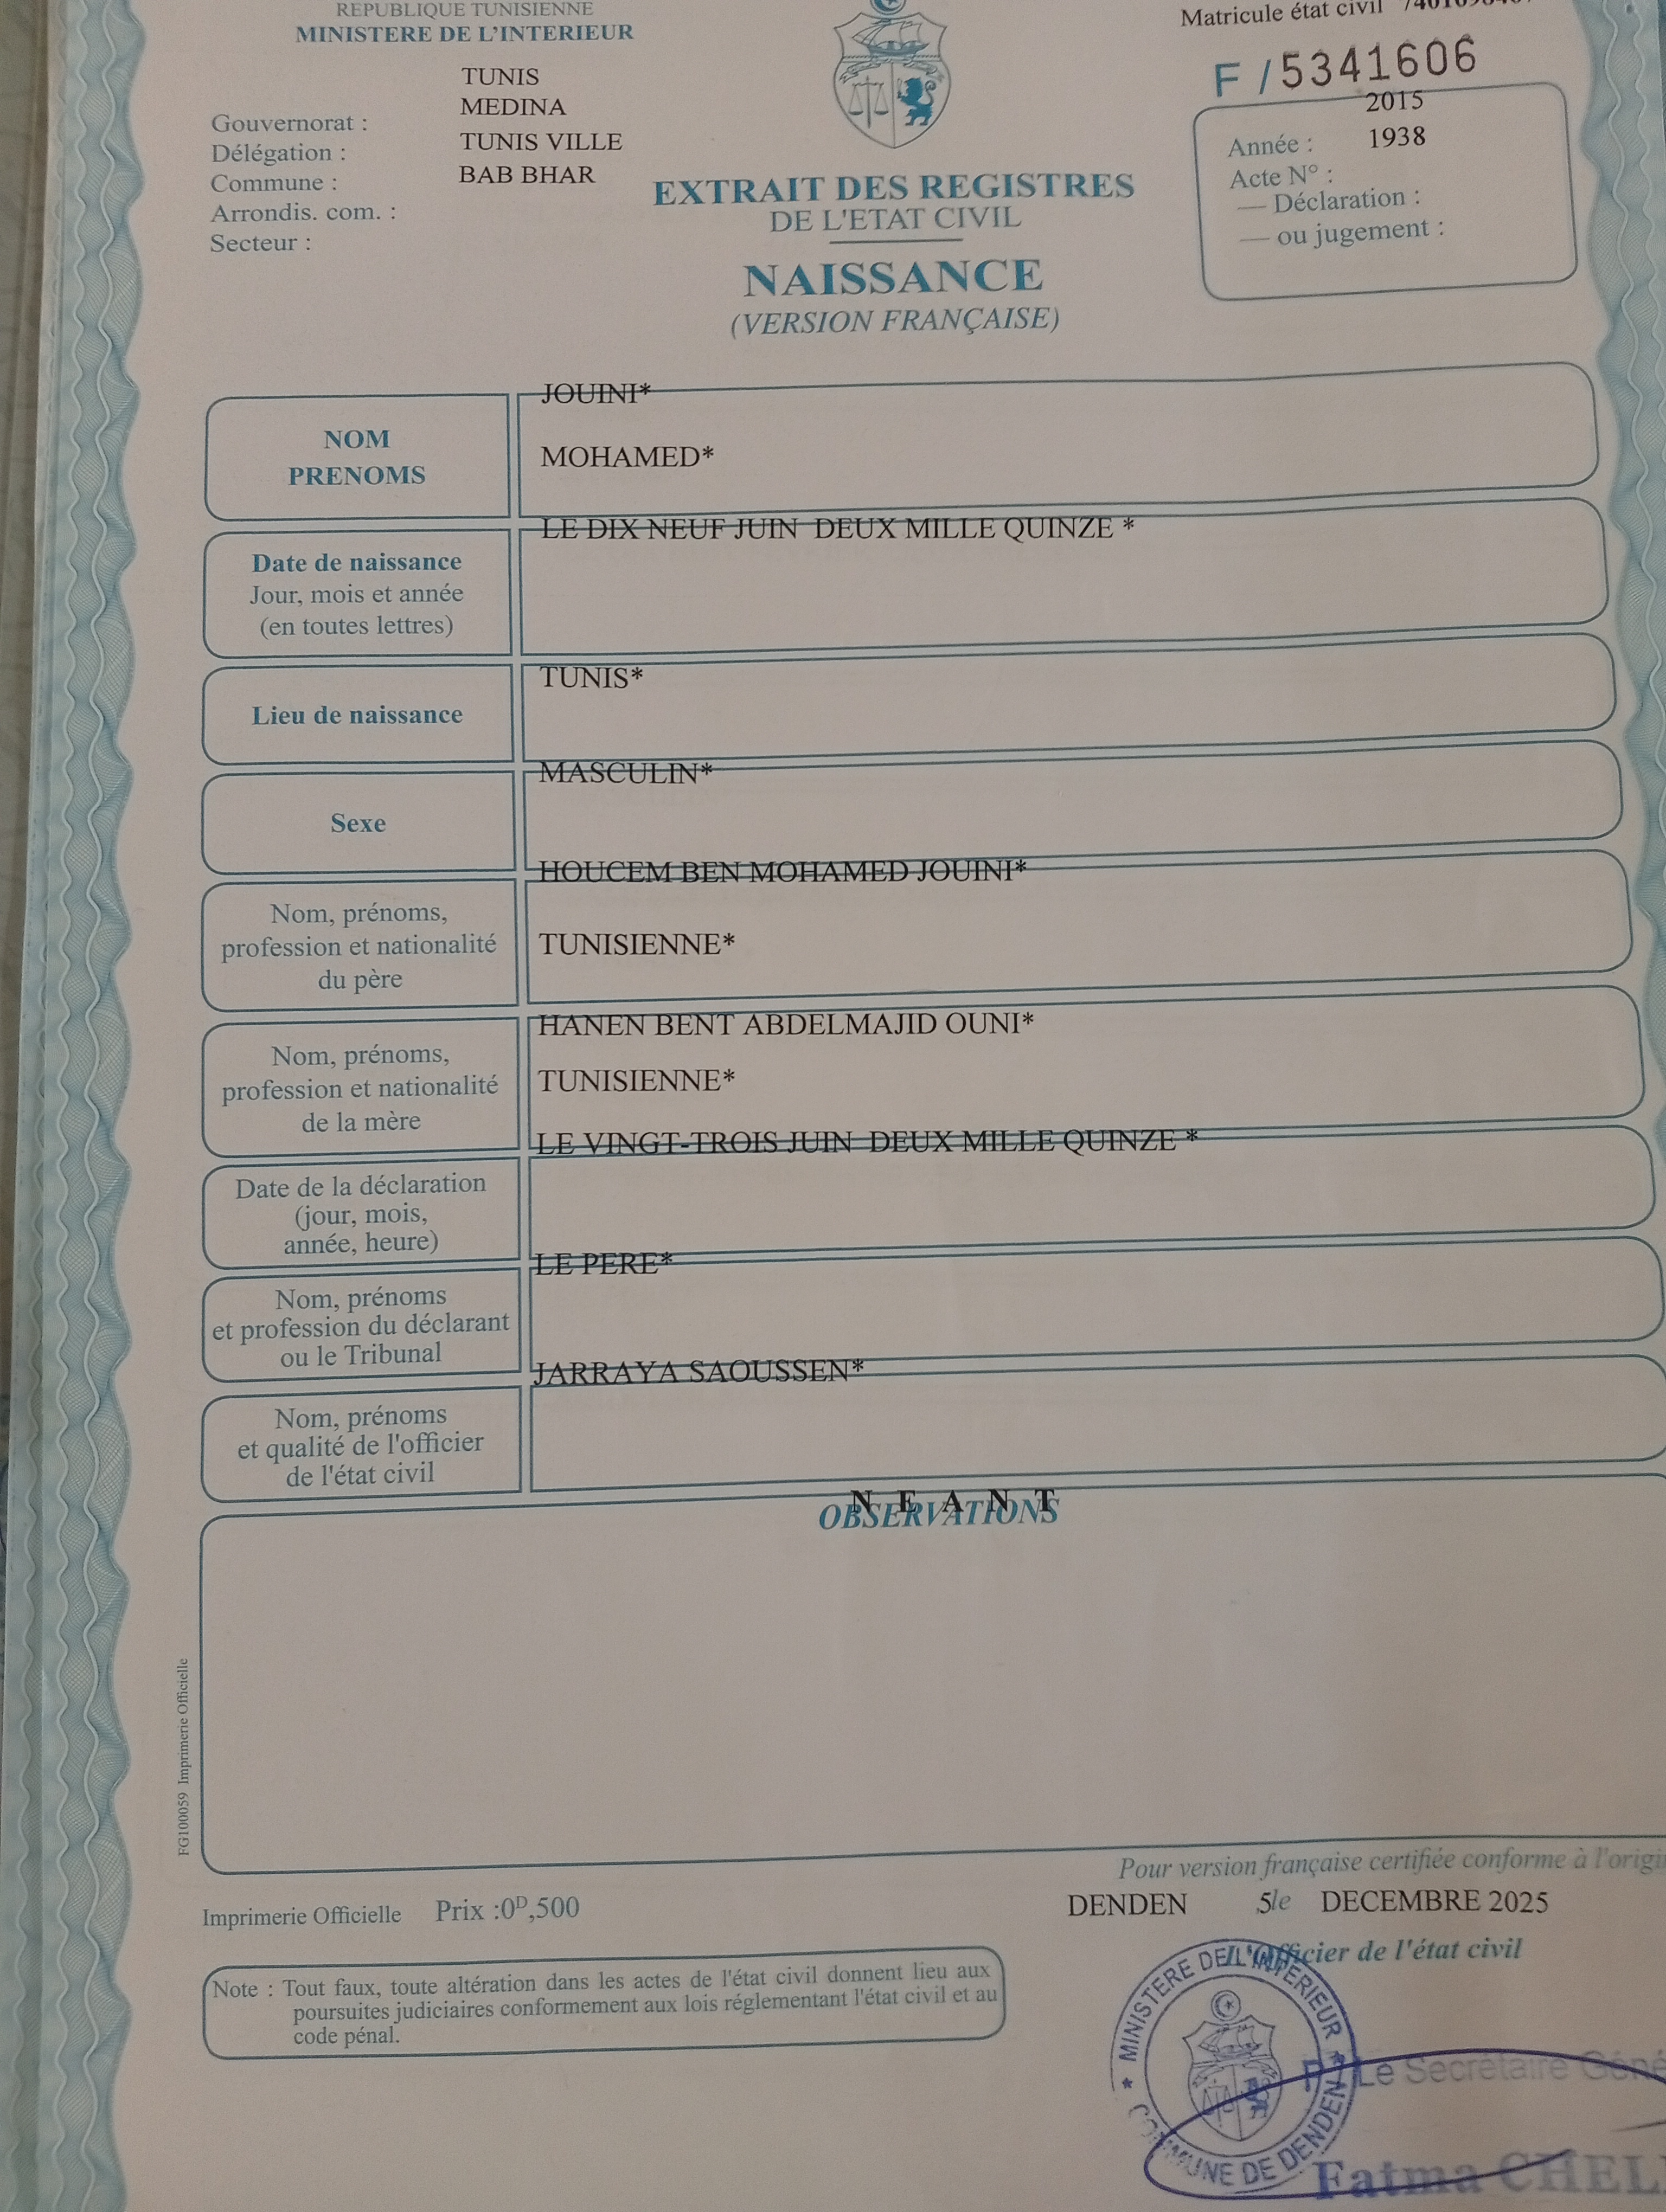 REPUBLIQUE TUNISIENNE
MINISTERE DE L'INTERIEUR
Matricule état civil
F / 5341606
TUNIS
MEDINA
TUNIS VILLE
BAB BHAR
Gouvernorat :
Délégation :
Commune :
Arrondis. com. :
Secteur :
2015
Année : 1938
Acte N° :
— Déclaration :
— ou jugement :
EXTRAIT DES REGISTRES
DE L'ETAT CIVIL
NAISSANCE
(VERSION FRANÇAISE)
NOM
PRENOMS
JOUINI*
MOHAMED*
Date de naissance
Jour, mois et année
(en toutes lettres)
LE DIX NEUF JUIN DEUX MILLE QUINZE *
Lieu de naissance
TUNIS*
Sexe
MASCULIN*
Nom, prénoms,
profession et nationalité
du père
HOUCEM BEN MOHAMED JOUINI*
TUNISIENNE*
Nom, prénoms,
profession et nationalité
de la mère
HANEN BENT ABDELMAJID OUNI*
TUNISIENNE*
Date de la déclaration
(jour, mois,
année, heure)
LE VINGT-TROIS JUIN DEUX MILLE QUINZE *
Nom, prénoms
et profession du déclarant
ou le Tribunal
LE PERE*
Nom, prénoms
et qualité de l'officier
de l'état civil
JARRAYA SAOUSSEN*
N E A N T
OBSERVATIONS
FG100059 Imprimerie Officielle
Pour version française certifiée conforme à
DENDEN 5 le DECEMBRE 2025
L'Officier de l'état civil
Imprimerie Officielle Prix :0ᴰ,500
Note : Tout faux, toute altération dans les actes de l'état civil donnent lieu aux
poursuites judiciaires conformement aux lois réglementant l'état civil et au
code pénal.
* MINISTERE DE L'INTERIEUR *
COMMUNE DE DENDEN
Le Secrétaire
Fatma